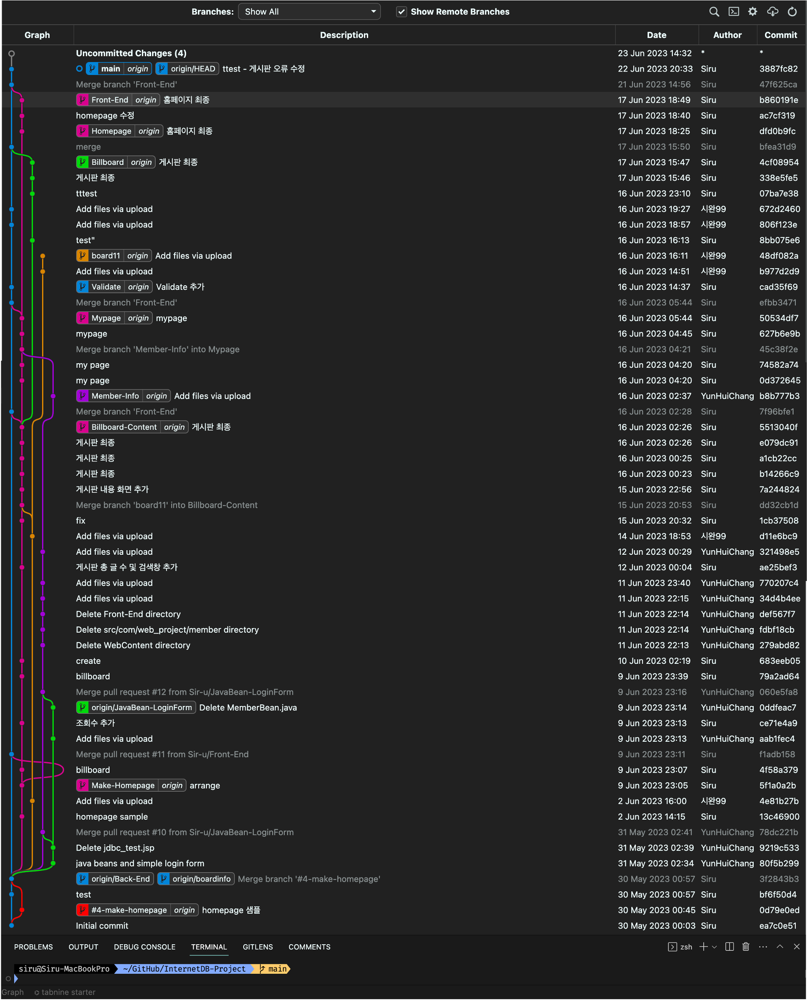 Branches: Show All Show Remote Branches
Graph Description Date Author Commit
Uncommitted Changes (4) 23 Jun 2023 14:32 * *
main origin origin/HEAD ttest - 게시판 오류 수정 22 Jun 2023 20:33 Siru 3887fc82
Merge branch 'Front-End' 21 Jun 2023 14:56 Siru 47f625ca
Front-End origin 홈페이지 최종 17 Jun 2023 18:49 Siru b860191e
homepage 수정 17 Jun 2023 18:40 Siru ac7cf319
Homepage origin 홈페이지 최종 17 Jun 2023 18:25 Siru dfd0b9fc
merge 17 Jun 2023 15:50 Siru bfea31d9
Billboard origin 게시판 최종 17 Jun 2023 15:47 Siru 4cf08954
게시판 최종 17 Jun 2023 15:46 Siru 338e5fe5
tttest 16 Jun 2023 23:10 Siru 07ba7e38
Add files via upload 16 Jun 2023 19:27 시완99 672d2460
Add files via upload 16 Jun 2023 18:57 시완99 806f123e
test" 16 Jun 2023 16:13 Siru 8bb075e6
board11 origin Add files via upload 16 Jun 2023 16:11 시완99 48df082a
Add files via upload 16 Jun 2023 14:51 시완99 b977d2d9
Validate origin Validate 추가 16 Jun 2023 14:37 Siru cad35f69
Merge branch 'Front-End' 16 Jun 2023 05:44 Siru efbb3471
Mypage origin mypage 16 Jun 2023 05:44 Siru 50534df7
mypage 16 Jun 2023 04:45 Siru 627b6e9b
Merge branch 'Member-Info' into Mypage 16 Jun 2023 04:21 Siru 45c38f2e
my page 16 Jun 2023 04:20 Siru 74582a74
my page 16 Jun 2023 04:20 Siru 0d372645
Member-Info origin Add files via upload 16 Jun 2023 02:37 YunHuiChang b8b777b3
Merge branch 'Front-End' 16 Jun 2023 02:28 Siru 7f96bfe1
Billboard-Content origin 게시판 최종 16 Jun 2023 02:26 Siru 5513040f
게시판 최종 16 Jun 2023 02:26 Siru e079dc91
게시판 최종 16 Jun 2023 00:25 Siru a1cb22cc
게시판 최종 16 Jun 2023 00:23 Siru b14266c9
게시판 내용 화면 추가 15 Jun 2023 22:56 Siru 7a244824
Merge branch 'board11' into Billboard-Content 15 Jun 2023 20:53 Siru dd32cb1d
fix 15 Jun 2023 20:32 Siru 1cb37508
Add files via upload 14 Jun 2023 18:53 시완99 d11e6bc9
Add files via upload 12 Jun 2023 00:29 YunHuiChang 321498e5
게시판 총 글 수 및 검색창 추가 12 Jun 2023 00:04 Siru ae25bef3
Add files via upload 11 Jun 2023 23:40 YunHuiChang 770207c4
Add files via upload 11 Jun 2023 22:15 YunHuiChang 34d4b4ee
Delete Front-End directory 11 Jun 2023 22:14 YunHuiChang def567f7
Delete src/com/web_project/member directory 11 Jun 2023 22:14 YunHuiChang fdbf18cb
Delete WebContent directory 11 Jun 2023 22:13 YunHuiChang 279abd82
create 10 Jun 2023 02:19 Siru 683eeb05
billboard 9 Jun 2023 23:39 Siru 79a2ad64
Merge pull request #12 from Sir-u/JavaBean-LoginForm 9 Jun 2023 23:16 YunHuiChang 060e5fa8
origin/JavaBean-LoginForm Delete MemberBean.java 9 Jun 2023 23:14 YunHuiChang 0ddfeac7
조회수 추가 9 Jun 2023 23:13 Siru ce71e4a9
Add files via upload 9 Jun 2023 23:13 YunHuiChang aab1fec4
Merge pull request #11 from Sir-u/Front-End 9 Jun 2023 23:11 Siru f1adb158
billboard 9 Jun 2023 23:07 Siru 4f58a379
Make-Homepage origin arrange 9 Jun 2023 23:05 Siru 5f1a0a2b
Add files via upload 2 Jun 2023 16:00 시완99 4e81b27b
homepage sample 2 Jun 2023 14:15 Siru 13c46900
Merge pull request #10 from Sir-u/JavaBean-LoginForm 31 May 2023 02:41 YunHuiChang 78dc221b
Delete jdbc_test.jsp 31 May 2023 02:39 YunHuiChang 9219c533
java beans and simple login form 31 May 2023 02:34 YunHuiChang 80f5b299
origin/Back-End origin/boardinfo Merge branch '#4-make-homepage' 30 May 2023 00:57 Siru 3f2843b3
test 30 May 2023 00:57 Siru bf6f50d4
#4-make-homepage origin homepage 샘플 30 May 2023 00:45 Siru 0d79e0ed
Initial commit 30 May 2023 00:03 Siru ea7c0e51
PROBLEMS OUTPUT DEBUG CONSOLE TERMINAL GITLENS COMMENTS zsh
siru@Siru-MacBookPro ~/GitHub/InternetDB-Project main
Graph tabnine starter